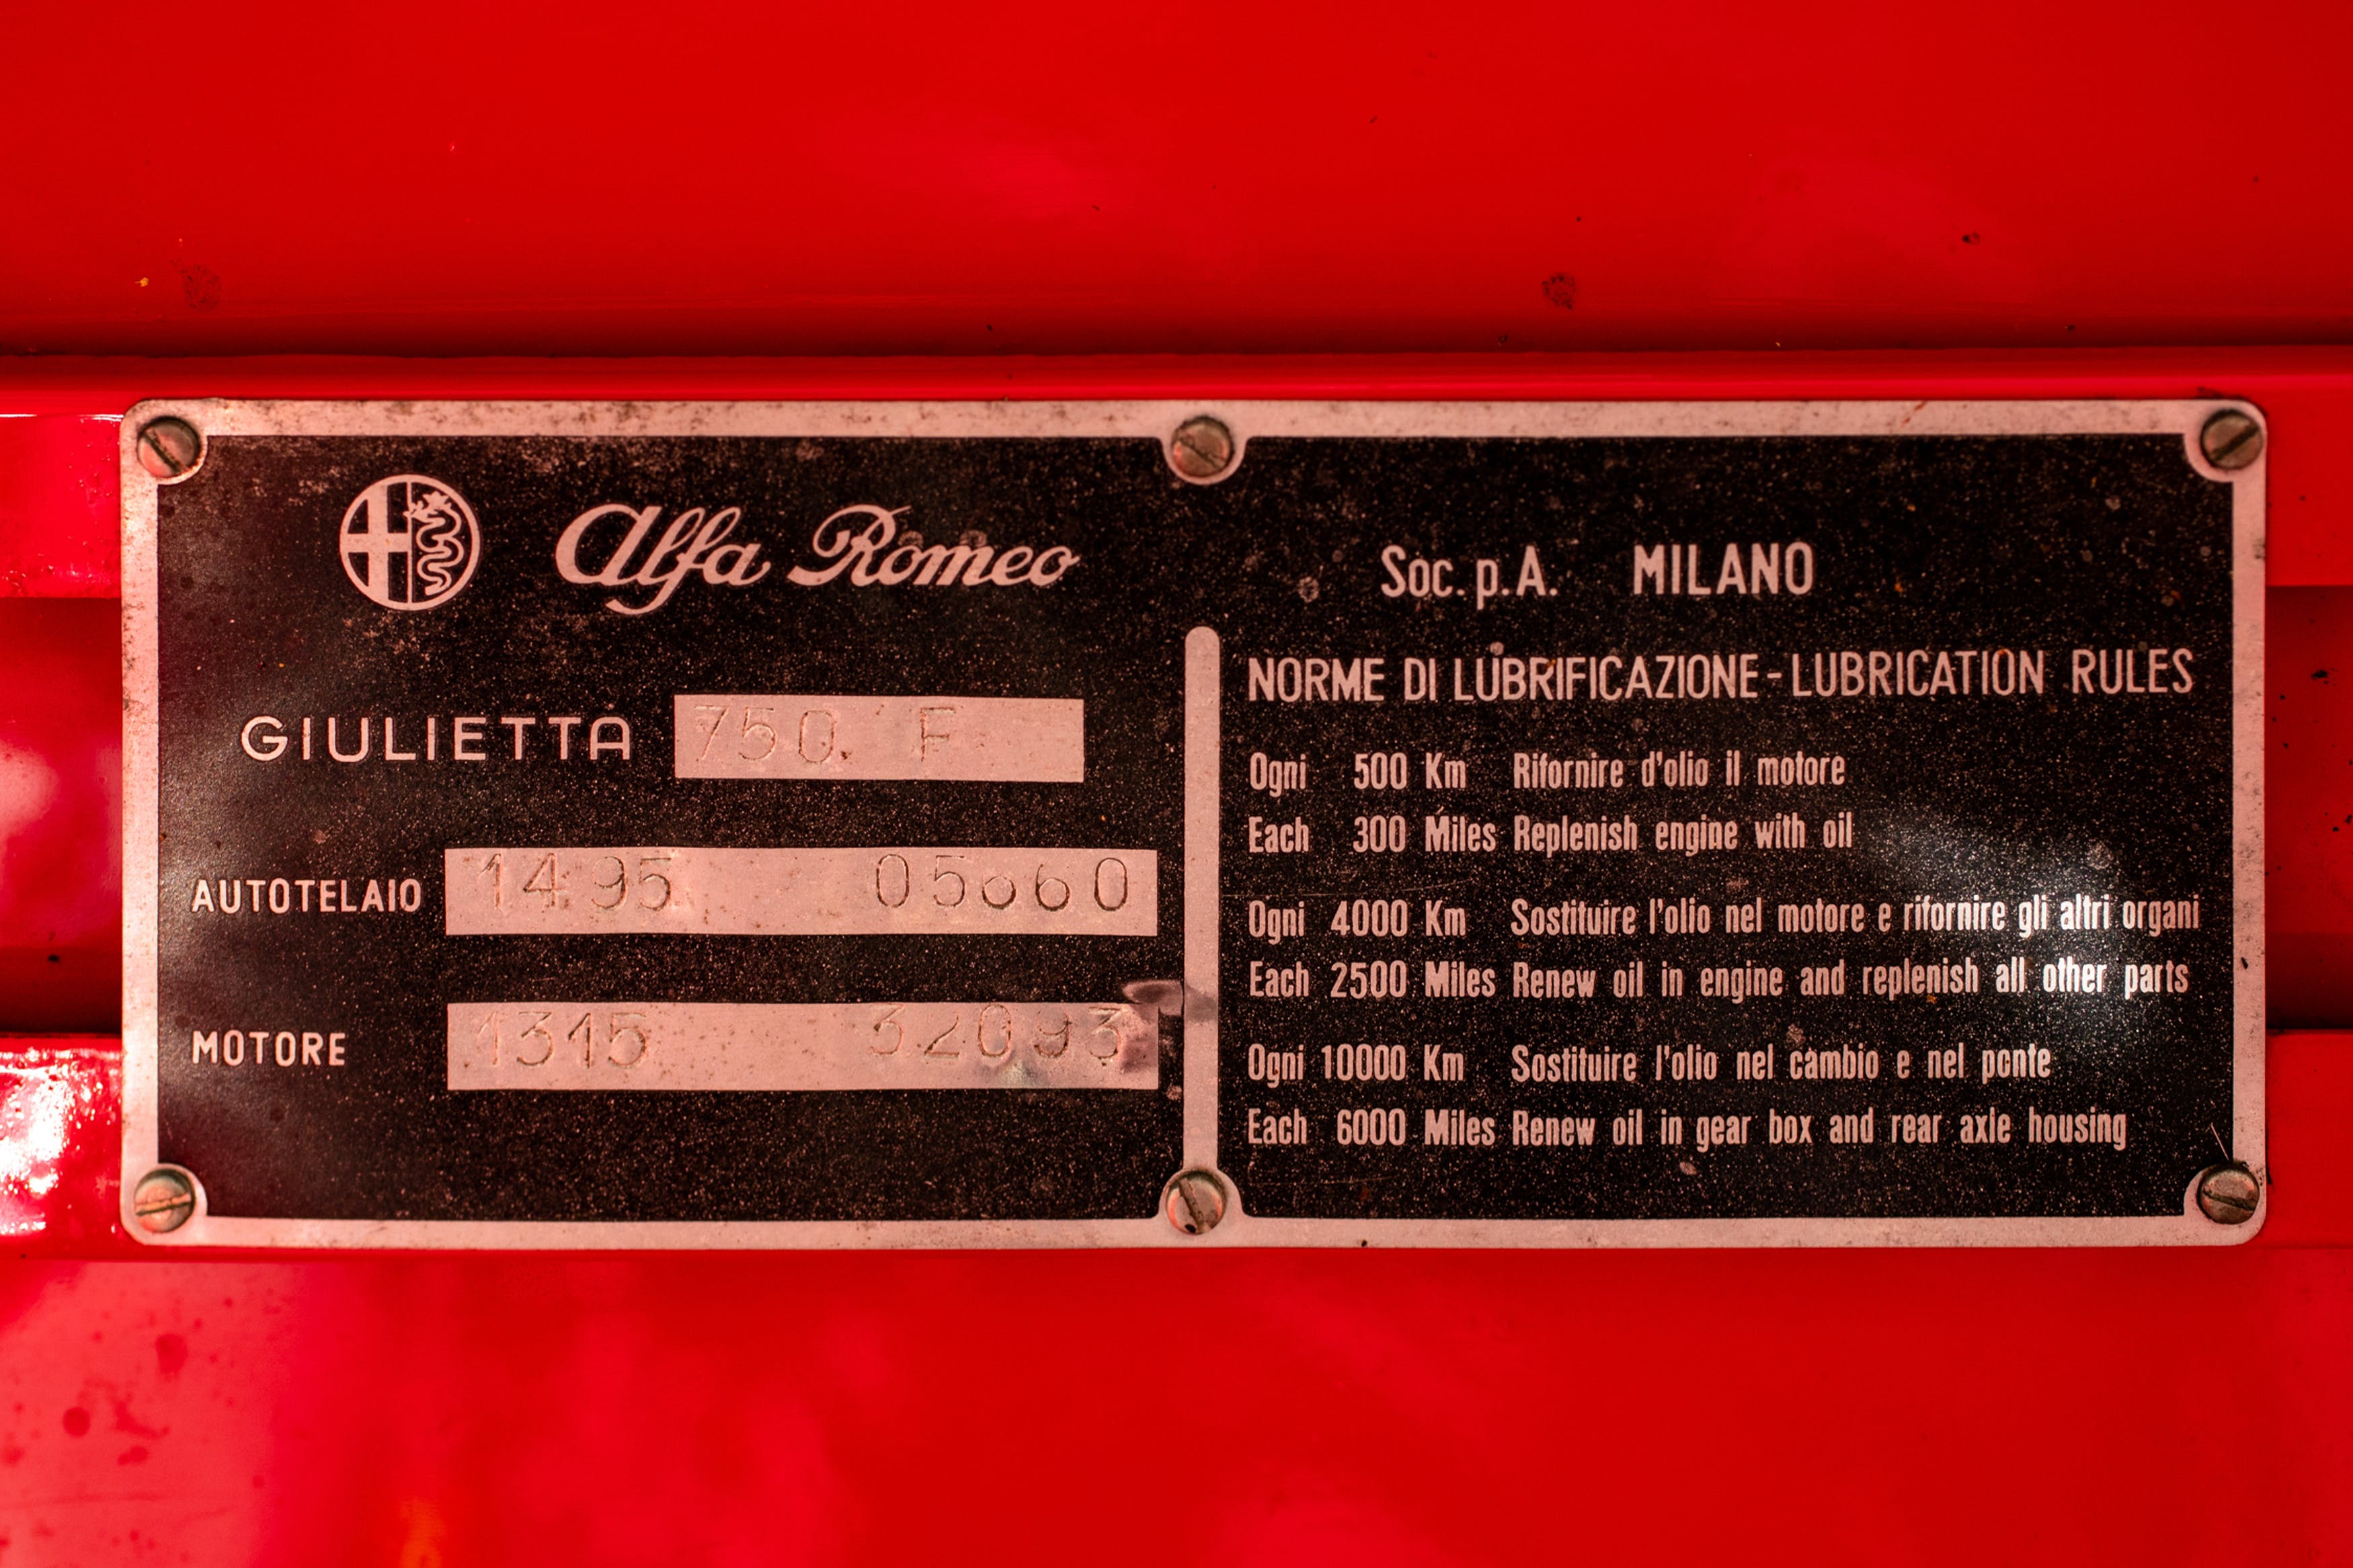 Alfa Romeo
GIULIETTA 750 F
AUTOTELAIO 1495
MOTORE 1315
Soc. p. A. MILANO
NORME DI LUBRIFICAZIONE - LUBRICATION RULES
Ogni 500 Km Rifornire d'olio il motore
Each 300 Miles Replenish engine with oil
Ogni 4000 Km Sostituire l'olio nel motore e rifornire gli altri organi
Each 2500 Miles Renew oil in engine and replenish all other parts
Ogni 10000 Km Sostituire l'olio nel cambio e nel ponte
Each 6000 Miles Renew oil in gear box and rear axle housing